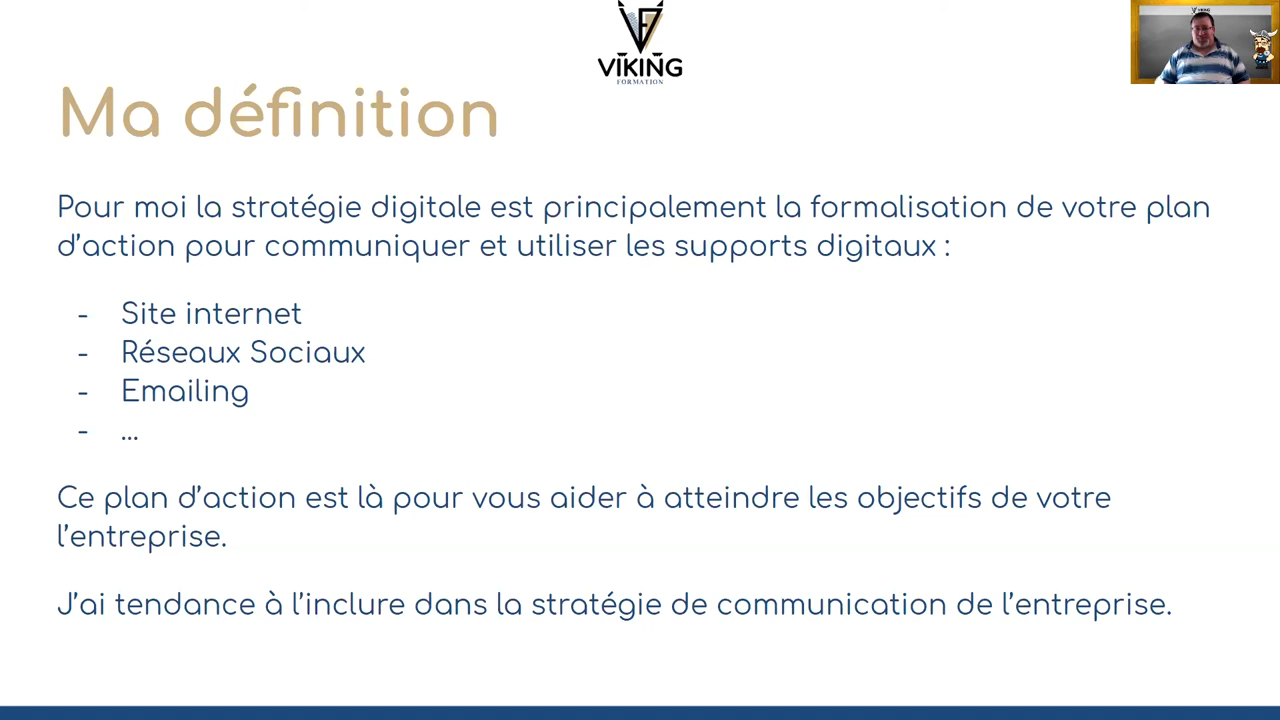 VIKING
FORMATION
VIKING
Ma définition
Pour moi la stratégie digitale est principalement la formalisation de votre plan
d'action pour communiquer et utiliser les supports digitaux :
- Site internet
- Réseaux Sociaux
- Emailing
- ...
Ce plan d'action est là pour vous aider à atteindre les objectifs de votre
l'entreprise.
J'ai tendance à l'inclure dans la stratégie de communication de l'entreprise.